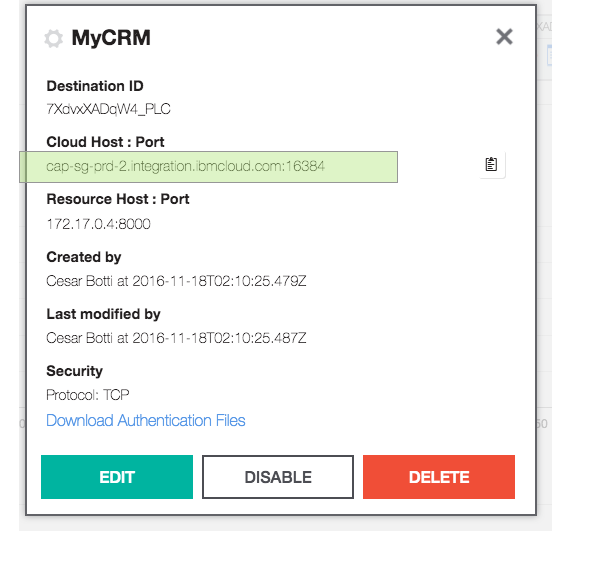 MyCRM
Destination ID
7XdvxXADqW4_PLC
Cloud Host : Port
cap-sg-prd-2.integration.ibmcloud.com:16384
Resource Host : Port
172.17.0.4:8000
Created by
Cesar Botti at 2016-11-18T02:10:25.479Z
Last modified by
Cesar Botti at 2016-11-18T02:10:25.487Z
Security
Protocol: TCP
Download Authentication Files
EDIT DISABLE DELETE